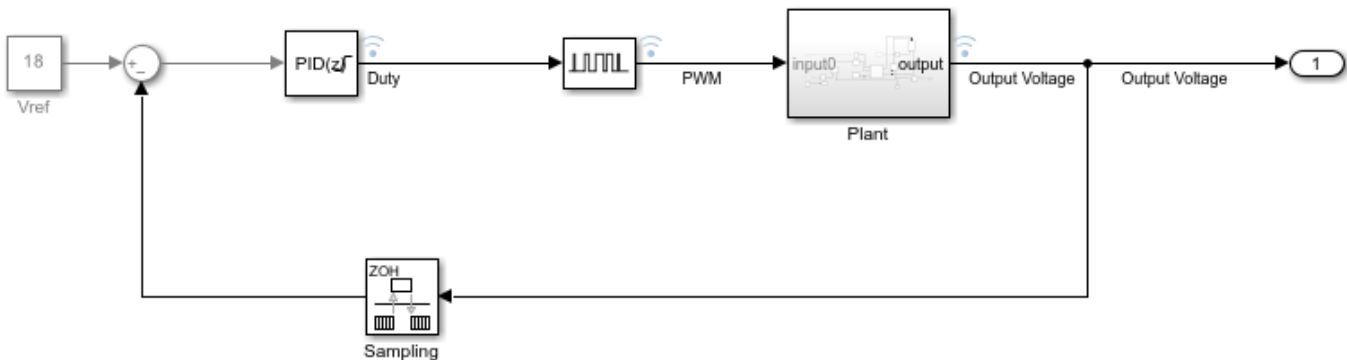 18
Vref
+
−
PID(z)
Duty
PWM
input0
output
Plant
Output Voltage
Output Voltage
1
ZOH
Sampling